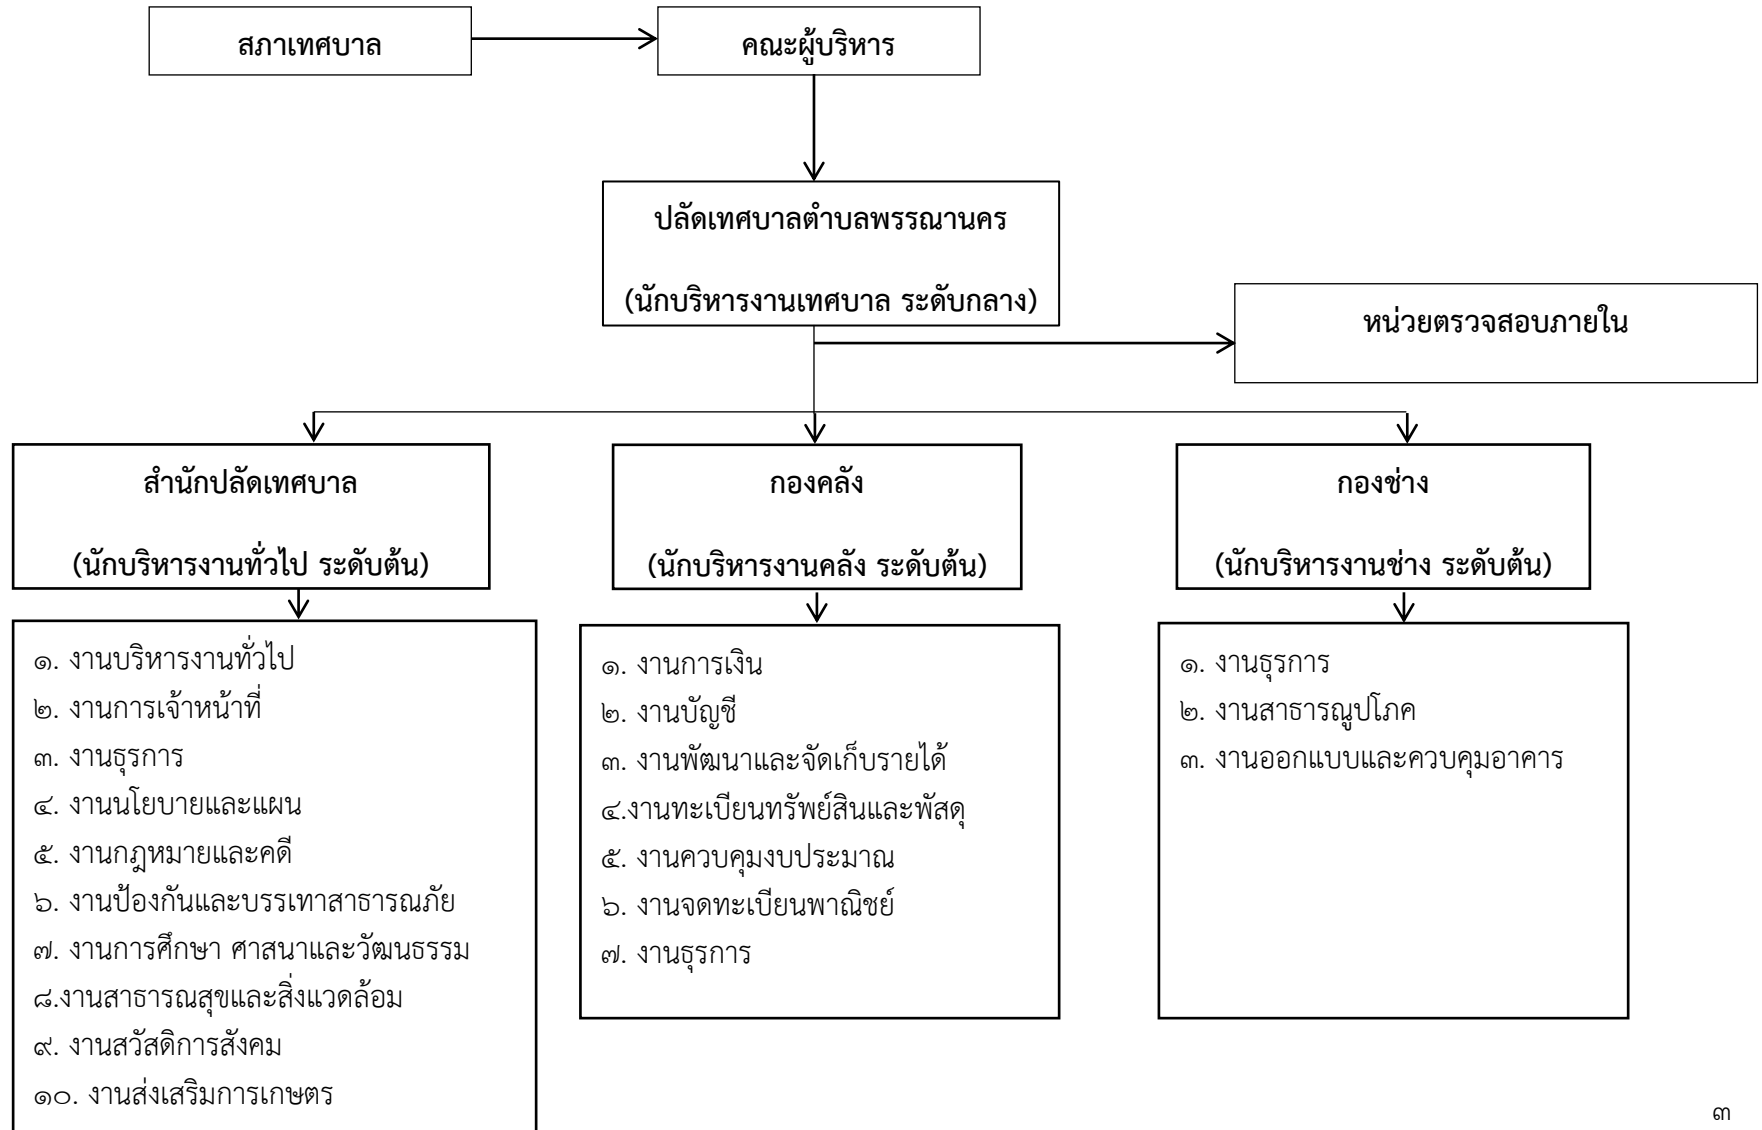 สภาเทศบาล
คณะผู้บริหาร
ปลัดเทศบาลตำบลพรรณานคร
(นักบริหารงานเทศบาล ระดับกลาง)
หน่วยตรวจสอบภายใน
สำนักปลัดเทศบาล
(นักบริหารงานทั่วไป ระดับต้น)
กองคลัง
(นักบริหารงานคลัง ระดับต้น)
กองช่าง
(นักบริหารงานช่าง ระดับต้น)
๑. งานบริหารงานทั่วไป
๒. งานการเจ้าหน้าที่
๓. งานธุรการ
๔. งานนโยบายและแผน
๕. งานกฎหมายและคดี
๖. งานป้องกันและบรรเทาสาธารณภัย
๗. งานการศึกษา ศาสนาและวัฒนธรรม
๘.งานสาธารณสุขและสิ่งแวดล้อม
๙. งานสวัสดิการสังคม
๑๐. งานส่งเสริมการเกษตร
๑. งานการเงิน
๒. งานบัญชี
๓. งานพัฒนาและจัดเก็บรายได้
๔.งานทะเบียนทรัพย์สินและพัสดุ
๕. งานควบคุมงบประมาณ
๖. งานจดทะเบียนพาณิชย์
๗. งานธุรการ
๑. งานธุรการ
๒. งานสาธารณูปโภค
๓. งานออกแบบและควบคุมอาคาร
๓